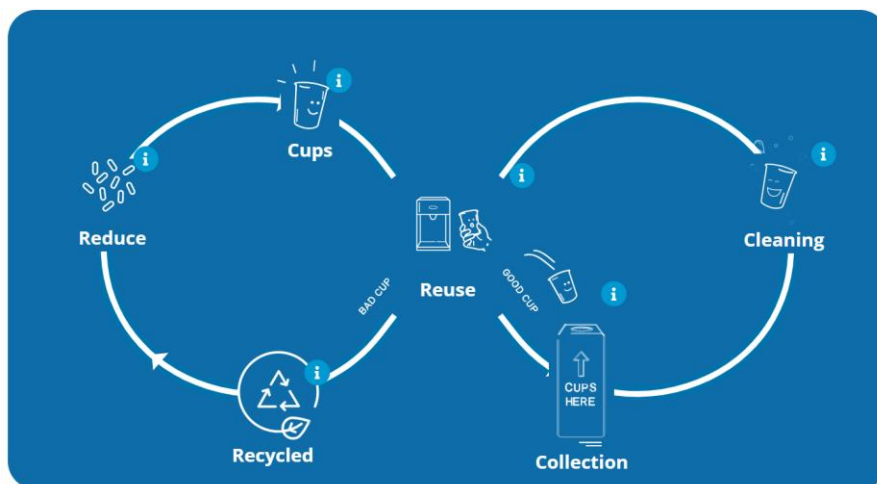 Cups
Reduce
Cleaning
Reuse
BAD CUP
GOOD CUP
CUPS
HERE
Recycled
Collection
i
i
i
i
i
i